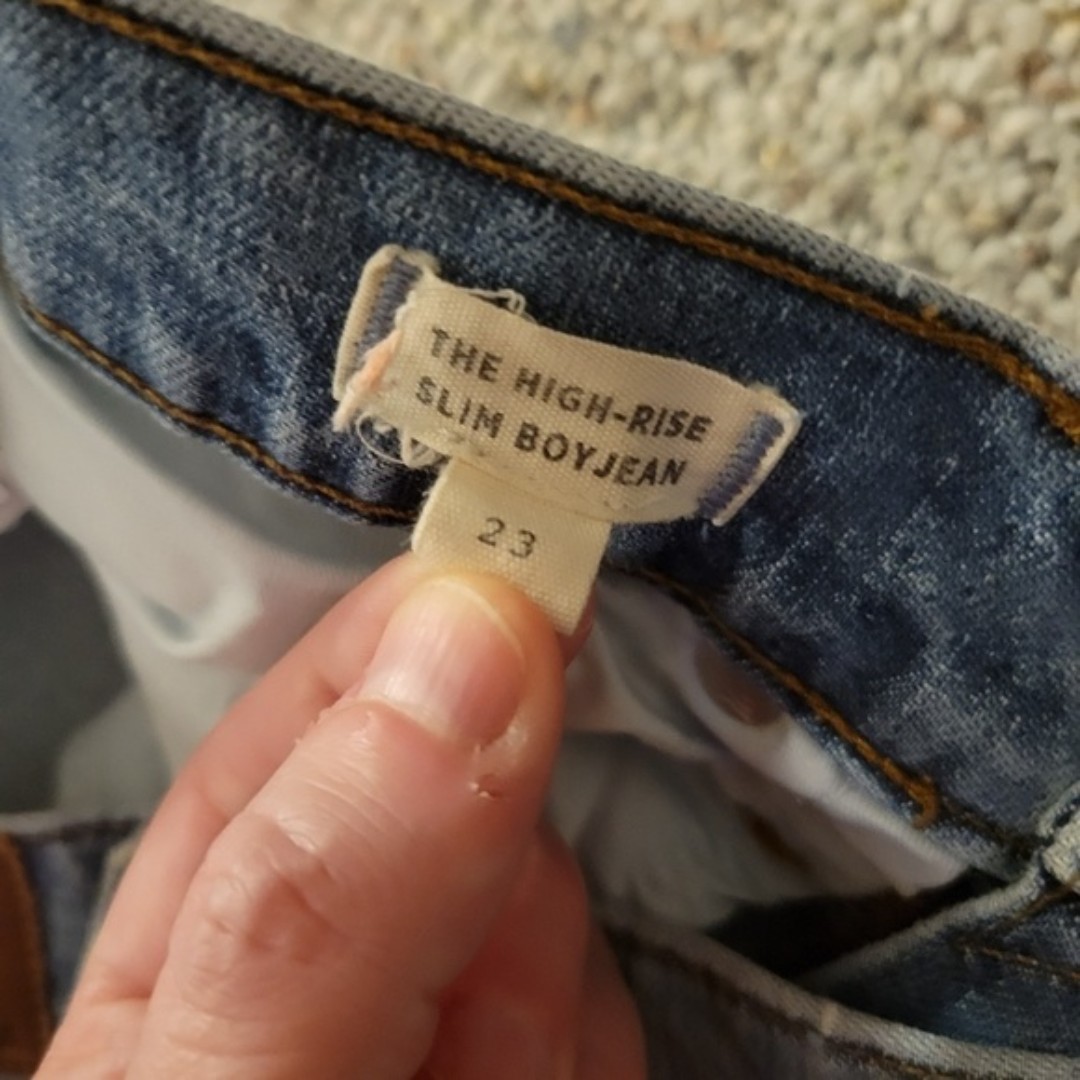 THE HIGH-RISE
SLIM BOYJEAN
23